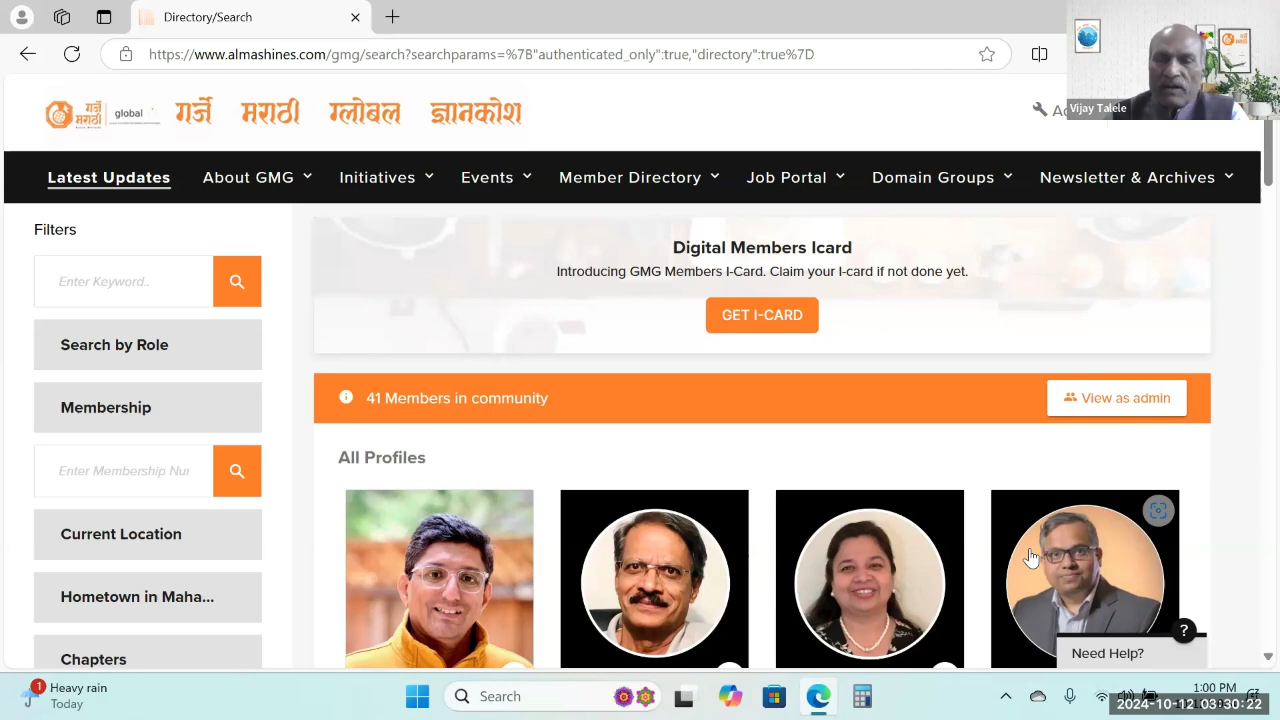 Directory/Search
https://www.almashines.com/gmg/search?searchparams=%7B"authenticated_only":true,"directory":true%7D
Vijay Talele
गर्जे मराठी global
गर्जे मराठी ग्लोबल ज्ञानकोश
Latest Updates About GMG Initiatives Events Member Directory Job Portal Domain Groups Newsletter & Archives
Filters
Enter Keyword..
Search by Role
Membership
Enter Membership Nu
Current Location
Hometown in Maha...
Chapters
Digital Members Icard
Introducing GMG Members I-Card. Claim your I-card if not done yet.
GET I-CARD
41 Members in community
View as admin
All Profiles
?
Need Help?
1
Heavy rain
Today
Search
1:00 PM
2024-10-12 03:30:22